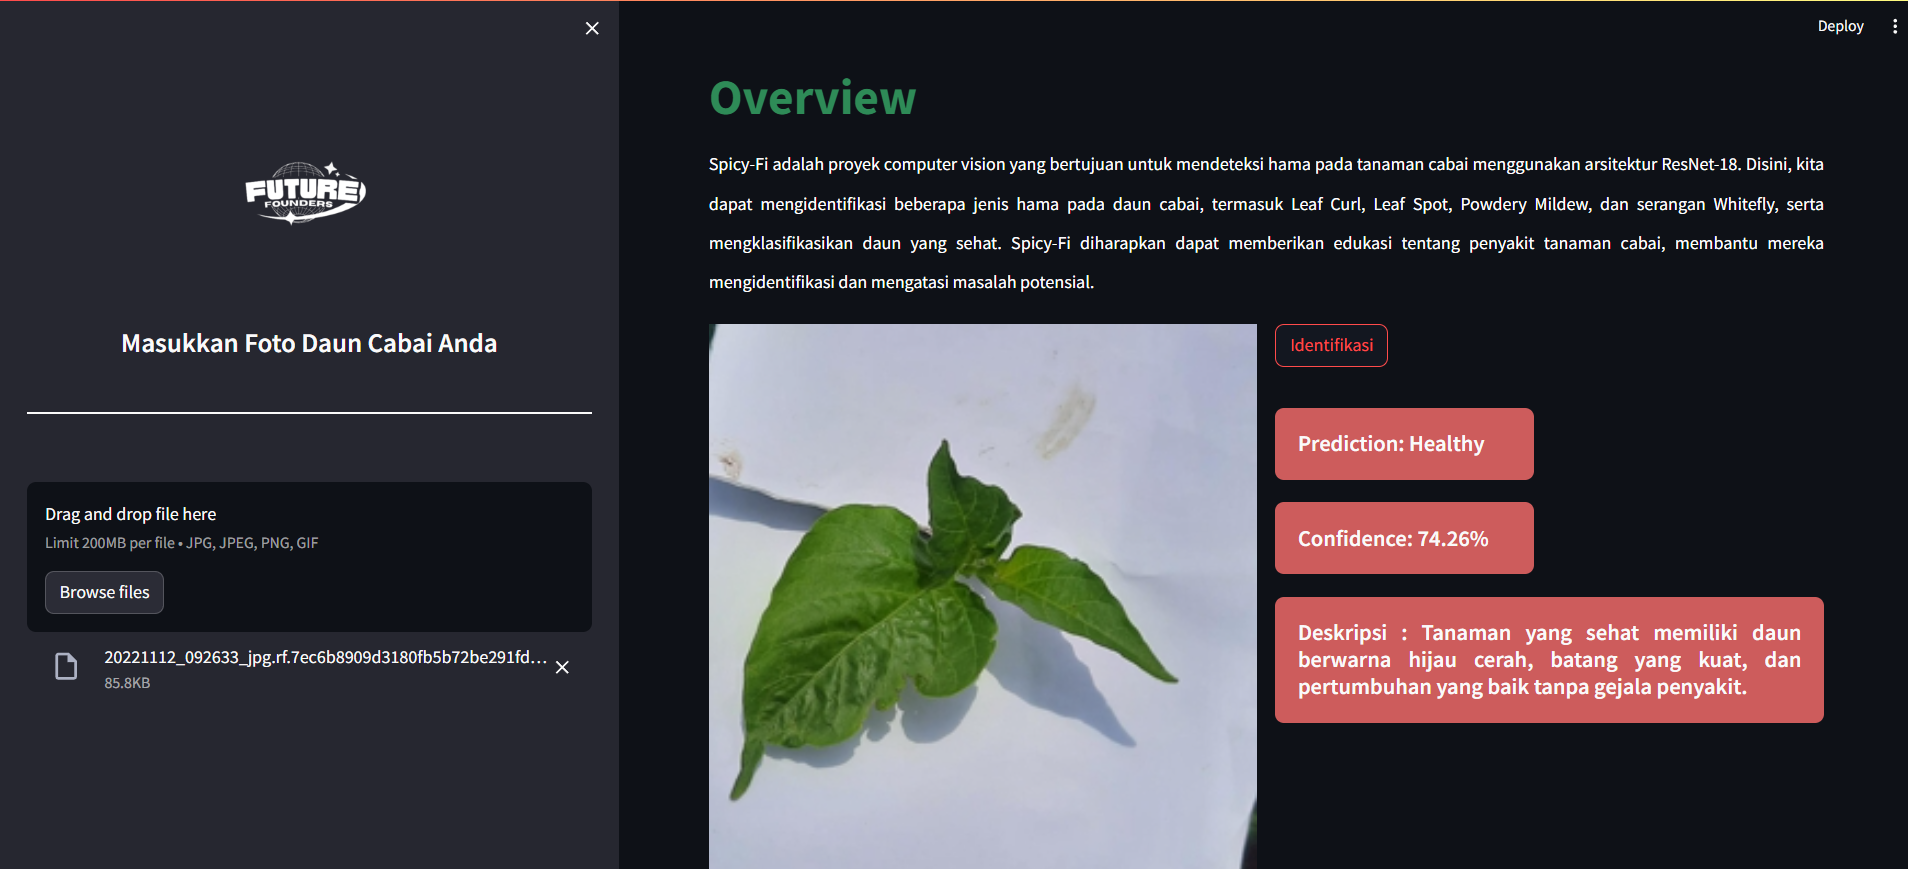 Deploy
FUTURE
FOUNDERS
Masukkan Foto Daun Cabai Anda
Drag and drop file here
Limit 200MB per file • JPG, JPEG, PNG, GIF
Browse files
20221112_092633_jpg.rf.7ec6b8909d3180fb5b72be291fd...
85.8KB
Overview
Spicy-Fi adalah proyek computer vision yang bertujuan untuk mendeteksi hama pada tanaman cabai menggunakan arsitektur ResNet-18. Disini, kita
dapat mengidentifikasi beberapa jenis hama pada daun cabai, termasuk Leaf Curl, Leaf Spot, Powdery Mildew, dan serangan Whitefly, serta
mengklasifikasikan daun yang sehat. Spicy-Fi diharapkan dapat memberikan edukasi tentang penyakit tanaman cabai, membantu mereka
mengidentifikasi dan mengatasi masalah potensial.
Identifikasi
Prediction: Healthy
Confidence: 74.26%
Deskripsi : Tanaman yang sehat memiliki daun
berwarna hijau cerah, batang yang kuat, dan
pertumbuhan yang baik tanpa gejala penyakit.